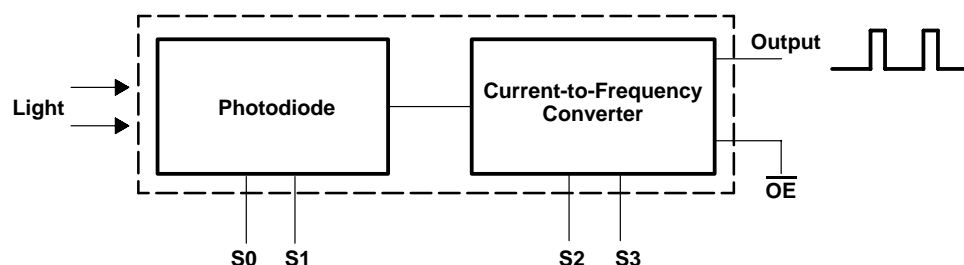 Output
Light
Photodiode
Current-to-Frequency
Converter
OE
S0
S1
S2
S3